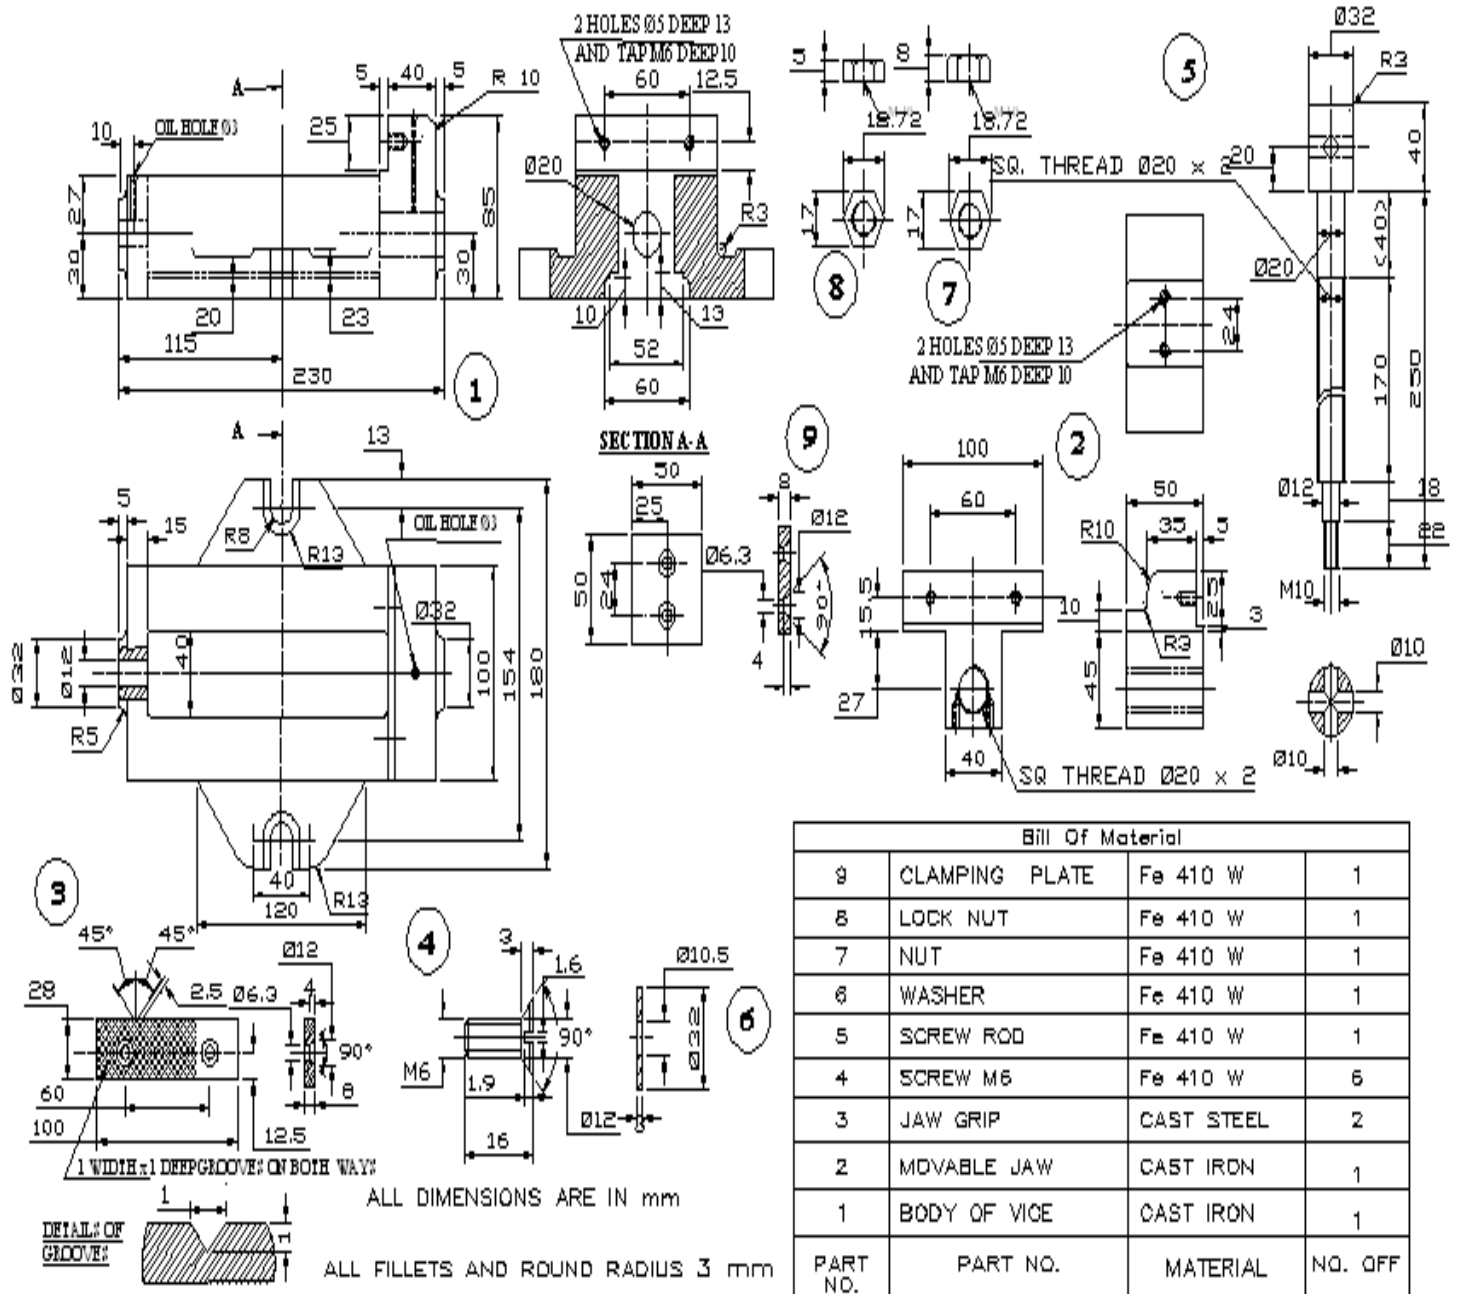 2 HOLES Ø5 DEEP 13
AND TAP M6 DEEP 10
Ø32
5
8
5
R3
A
5
40
5
R 10
60
12.5
10
OIL HOLE Ø3
25
18.72
18.72
Ø20
SQ. THREAD Ø20 x 2
20
40
27
85
R3
17
17
<40>
30
30
8
7
Ø20
20
23
10
13
24
115
52
2 HOLES Ø5 DEEP 13
AND TAP M6 DEEP 10
230
1
60
170
250
A
13
SECTION A-A
9
2
50
8
100
5
15
25
Ø12
60
50
Ø12
18
R8
OIL HOLE Ø3
R13
Ø6.3
R10
35
5
22
50
24
90°
15.5
10
25
M10
Ø32
Ø12
40
Ø32
100
154
180
4
3
R3
Ø10
R5
27
45
40
Ø10
SQ THREAD Ø20 x 2
Bill Of Material
9 CLAMPING PLATE Fe 410 W 1
8 LOCK NUT Fe 410 W 1
7 NUT Fe 410 W 1
6 WASHER Fe 410 W 1
5 SCREW ROD Fe 410 W 1
4 SCREW M6 Fe 410 W 6
3 JAW GRIP CAST STEEL 2
2 MOVABLE JAW CAST IRON 1
1 BODY OF VICE CAST IRON 1
PART NO. PART NO. MATERIAL NO. OFF
3
40
R13
120
4
45°
45°
Ø12
3
1.6
Ø10.5
28
2.5
Ø6.3
4
90°
90°
Ø32
6
M6
1.9
60
8
Ø12
3
100
12.5
16
1 WIDTH x 1 DEEP GROOVES ON BOTH WAYS
1
ALL DIMENSIONS ARE IN mm
DETAILS OF
GROOVES
1
ALL FILLETS AND ROUND RADIUS 3 mm